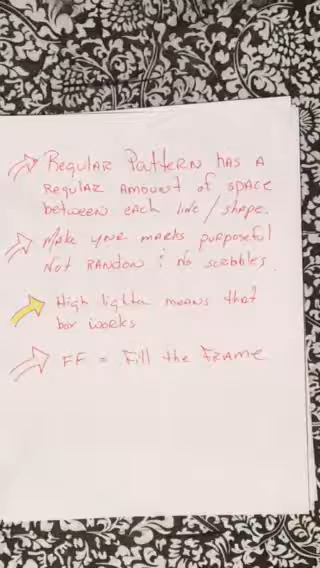 Regular Pattern has a
regular amount of space
between each line/shape.
Make your marks purposeful
Not Random : no scribbles.
High lighter means that
box works
FF = Fill the Frame